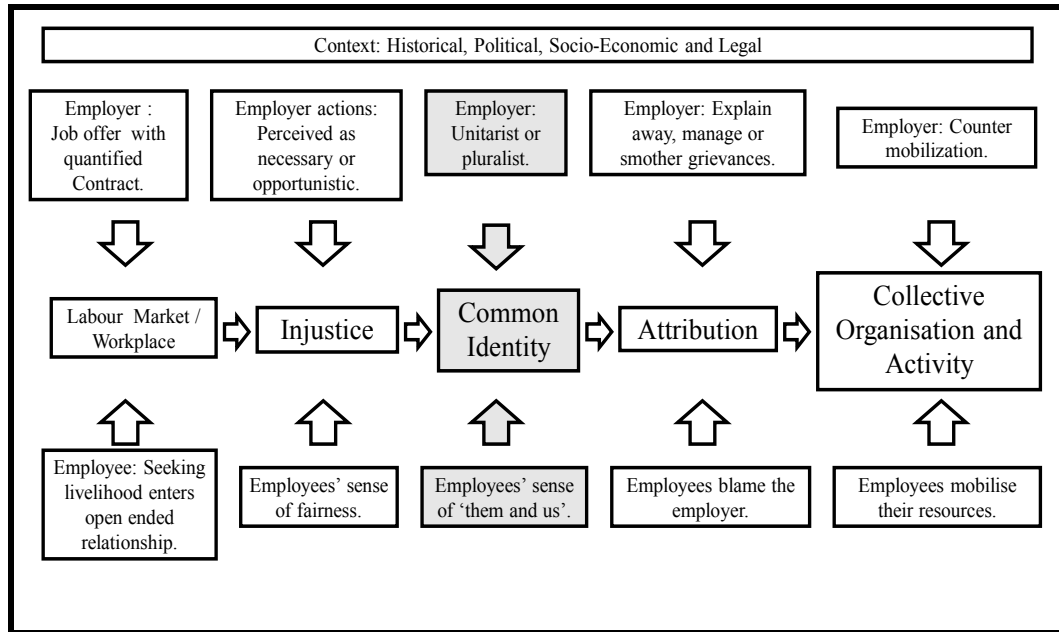 Context: Historical, Political, Socio-Economic and Legal
Employer :
Job offer with
quantified
Contract.
Employer actions:
Perceived as
necessary or
opportunistic.
Employer:
Unitarist or
pluralist.
Employer: Explain
away, manage or
smother grievances.
Employer: Counter
mobilization.
Labour Market /
Workplace
Injustice
Common
Identity
Attribution
Collective
Organisation and
Activity
Employee: Seeking
livelihood enters
open ended
relationship.
Employees’ sense
of fairness.
Employees’ sense
of ‘them and us’.
Employees blame the
employer.
Employees mobilise
their resources.